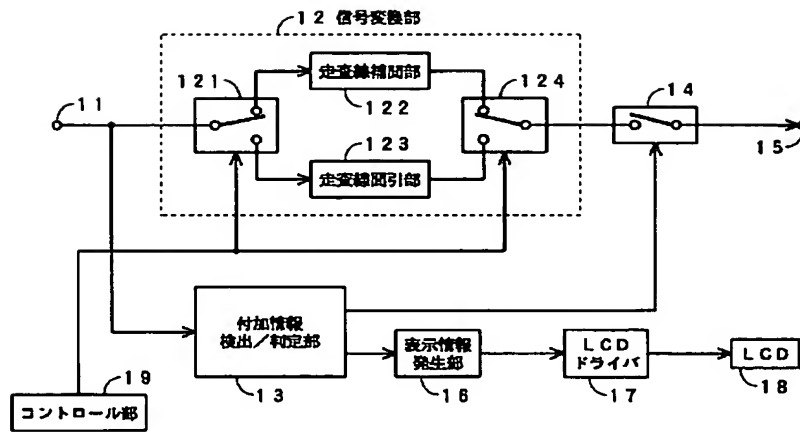 12 信号変換部
121
走査線補間部
122
124
14
11
15
123
走査線間引部
付加情報
検出/判定部
13
表示情報
発生部
16
LCD
ドライバ
17
LCD
18
19
コントロール部